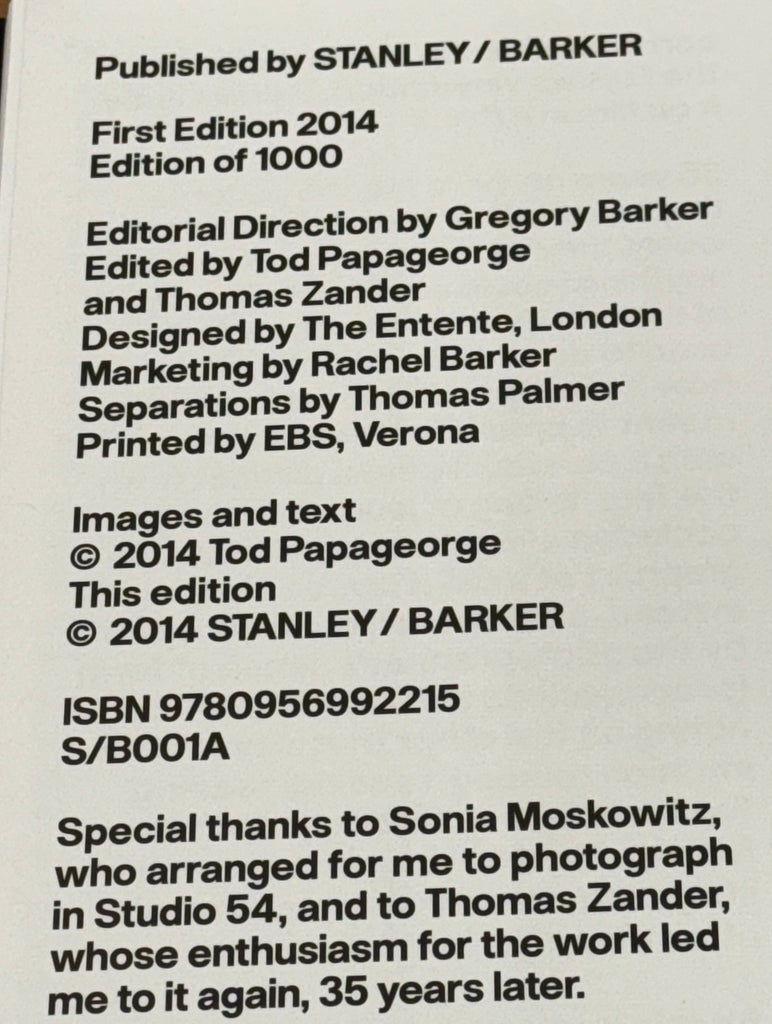 Published by STANLEY / BARKER
First Edition 2014
Edition of 1000
Editorial Direction by Gregory Barker
Edited by Tod Papageorge
and Thomas Zander
Designed by The Entente, London
Marketing by Rachel Barker
Separations by Thomas Palmer
Printed by EBS, Verona
Images and text
© 2014 Tod Papageorge
This edition
© 2014 STANLEY / BARKER
ISBN 9780956992215
S/B001A
Special thanks to Sonia Moskowitz,
who arranged for me to photograph
in Studio 54, and to Thomas Zander,
whose enthusiasm for the work led
me to it again, 35 years later.